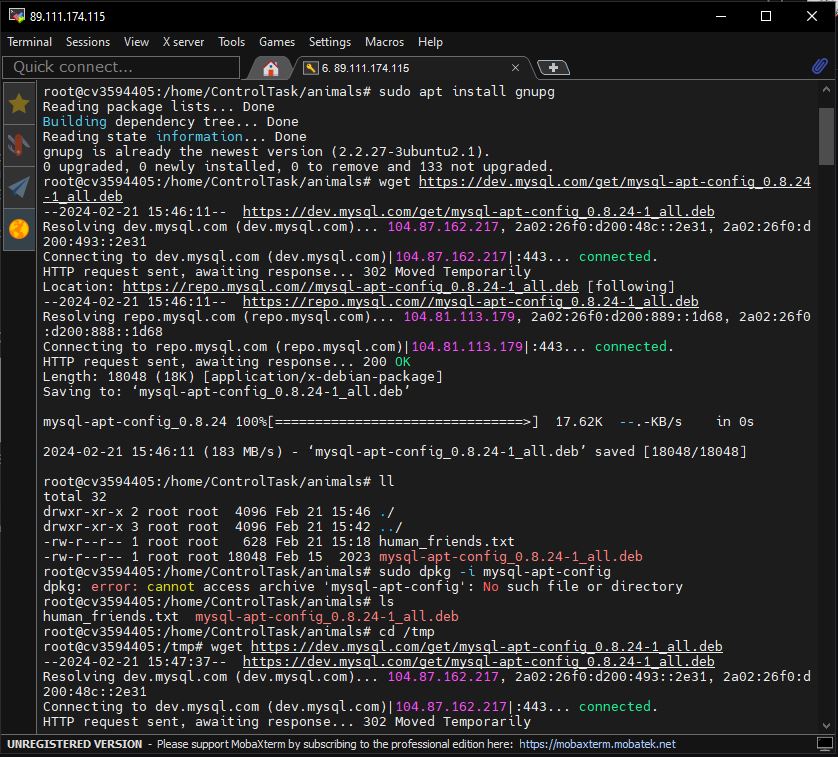 89.111.174.115
Terminal Sessions View X server Tools Games Settings Macros Help
Quick connect...
6. 89.111.174.115
root@cv3594405:/home/ControlTask/animals# sudo apt install gnupg
Reading package lists... Done
Building dependency tree... Done
Reading state information... Done
gnupg is already the newest version (2.2.27-3ubuntu2.1).
0 upgraded, 0 newly installed, 0 to remove and 133 not upgraded.
root@cv3594405:/home/ControlTask/animals# wget https://dev.mysql.com/get/mysql-apt-config_0.8.24
-1_all.deb
--2024-02-21 15:46:11--  https://dev.mysql.com/get/mysql-apt-config_0.8.24-1_all.deb
Resolving dev.mysql.com (dev.mysql.com)... 104.87.162.217, 2a02:26f0:d200:48c::2e31, 2a02:26f0:d
200:493::2e31
Connecting to dev.mysql.com (dev.mysql.com)|104.87.162.217|:443... connected.
HTTP request sent, awaiting response... 302 Moved Temporarily
Location: https://repo.mysql.com//mysql-apt-config_0.8.24-1_all.deb [following]
--2024-02-21 15:46:11--  https://repo.mysql.com//mysql-apt-config_0.8.24-1_all.deb
Resolving repo.mysql.com (repo.mysql.com)... 104.81.113.179, 2a02:26f0:d200:889::1d68, 2a02:26f0
:d200:888::1d68
Connecting to repo.mysql.com (repo.mysql.com)|104.81.113.179|:443... connected.
HTTP request sent, awaiting response... 200 OK
Length: 18048 (18K) [application/x-debian-package]
Saving to: ‘mysql-apt-config_0.8.24-1_all.deb’
mysql-apt-config_0.8.24 100%[===============================>]  17.62K  --.-KB/s    in 0s
2024-02-21 15:46:11 (183 MB/s) - ‘mysql-apt-config_0.8.24-1_all.deb’ saved [18048/18048]
root@cv3594405:/home/ControlTask/animals# ll
total 32
drwxr-xr-x 2 root root  4096 Feb 21 15:46 ./
drwxr-xr-x 3 root root  4096 Feb 21 15:42 ../
-rw-r--r-- 1 root root   628 Feb 21 15:18 human_friends.txt
-rw-r--r-- 1 root root 18048 Feb 15  2023 mysql-apt-config_0.8.24-1_all.deb
root@cv3594405:/home/ControlTask/animals# sudo dpkg -i mysql-apt-config
dpkg: error: cannot access archive 'mysql-apt-config': No such file or directory
root@cv3594405:/home/ControlTask/animals# ls
human_friends.txt  mysql-apt-config_0.8.24-1_all.deb
root@cv3594405:/home/ControlTask/animals# cd /tmp
root@cv3594405:/tmp# wget https://dev.mysql.com/get/mysql-apt-config_0.8.24-1_all.deb
--2024-02-21 15:47:37--  https://dev.mysql.com/get/mysql-apt-config_0.8.24-1_all.deb
Resolving dev.mysql.com (dev.mysql.com)... 104.87.162.217, 2a02:26f0:d200:493::2e31, 2a02:26f0:d
200:48c::2e31
Connecting to dev.mysql.com (dev.mysql.com)|104.87.162.217|:443... connected.
HTTP request sent, awaiting response... 302 Moved Temporarily
UNREGISTERED VERSION - Please support MobaXterm by subscribing to the professional edition here: https://mobaxterm.mobatek.net